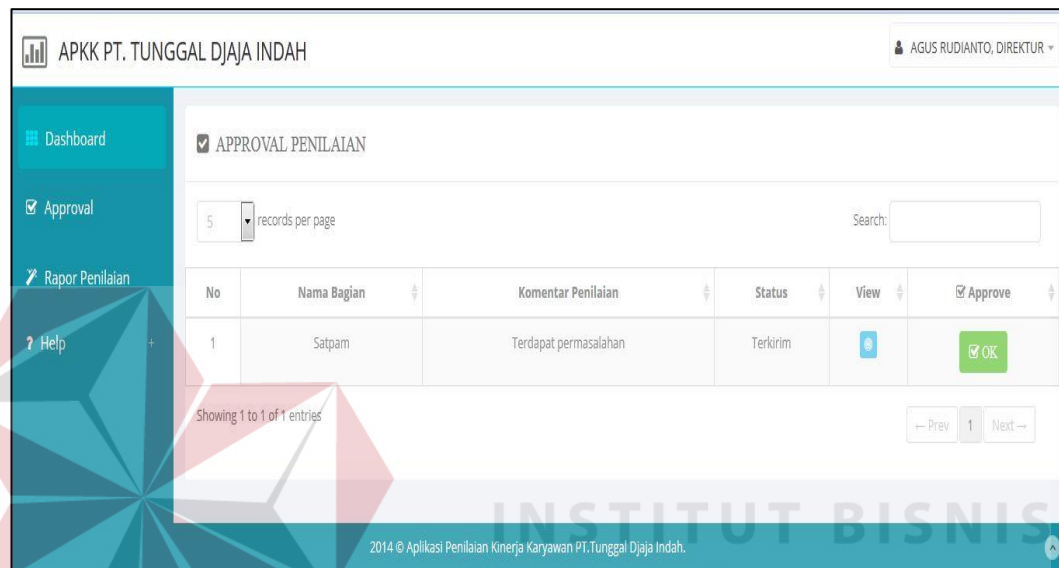 APKK PT. TUNGGAL DJAJA INDAH
AGUS RUDIANTO, DIREKTUR
Dashboard
Approval
Rapor Penilaian
? Help +
APPROVAL PENILAIAN
5 records per page
Search:
No Nama Bagian Komentar Penilaian Status View Approve
1 Satpam Terdapat permasalahan Terkirim OK
Showing 1 to 1 of 1 entries
← Prev 1 Next →
INSTITUT BISNIS
2014 © Aplikasi Penilaian Kinerja Karyawan PT.Tunggal Djaja Indah.